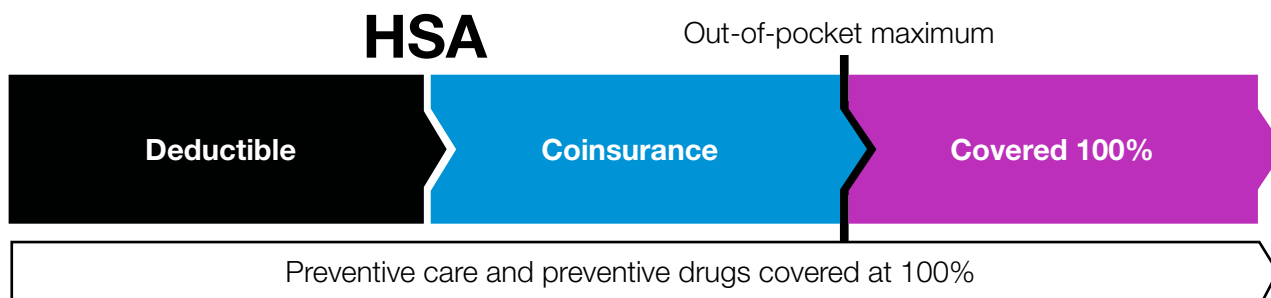 HSA
Out-of-pocket maximum
Deductible
Coinsurance
Covered 100%
Preventive care and preventive drugs covered at 100%